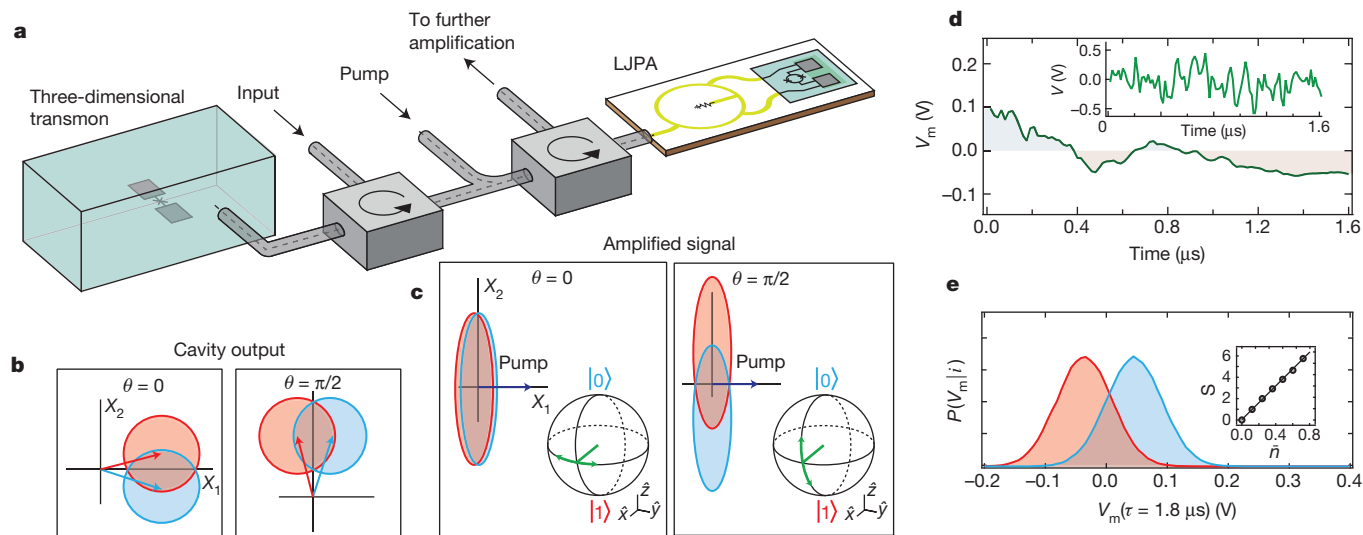 a
Three-dimensional
transmon
Input
Pump
To further
amplification
LJPA
b
Cavity output
θ = 0
X2
X1
θ = π/2
c
Amplified signal
θ = 0
X2
Pump
X1
|0⟩
|1⟩
ẑ
x̂
ŷ
θ = π/2
Pump
|0⟩
|1⟩
ẑ
x̂
ŷ
d
Vm (V)
0.2
0.1
0.0
−0.1
0.0
0.4
0.8
1.2
1.6
Time (μs)
V (V)
0.5
0.0
−0.5
0
1.6
Time (μs)
e
P(Vm|i)
−0.2
−0.1
0.0
0.1
0.2
0.3
0.4
Vm(τ = 1.8 μs) (V)
S
6
4
2
0
0.0
0.4
0.8
n̄